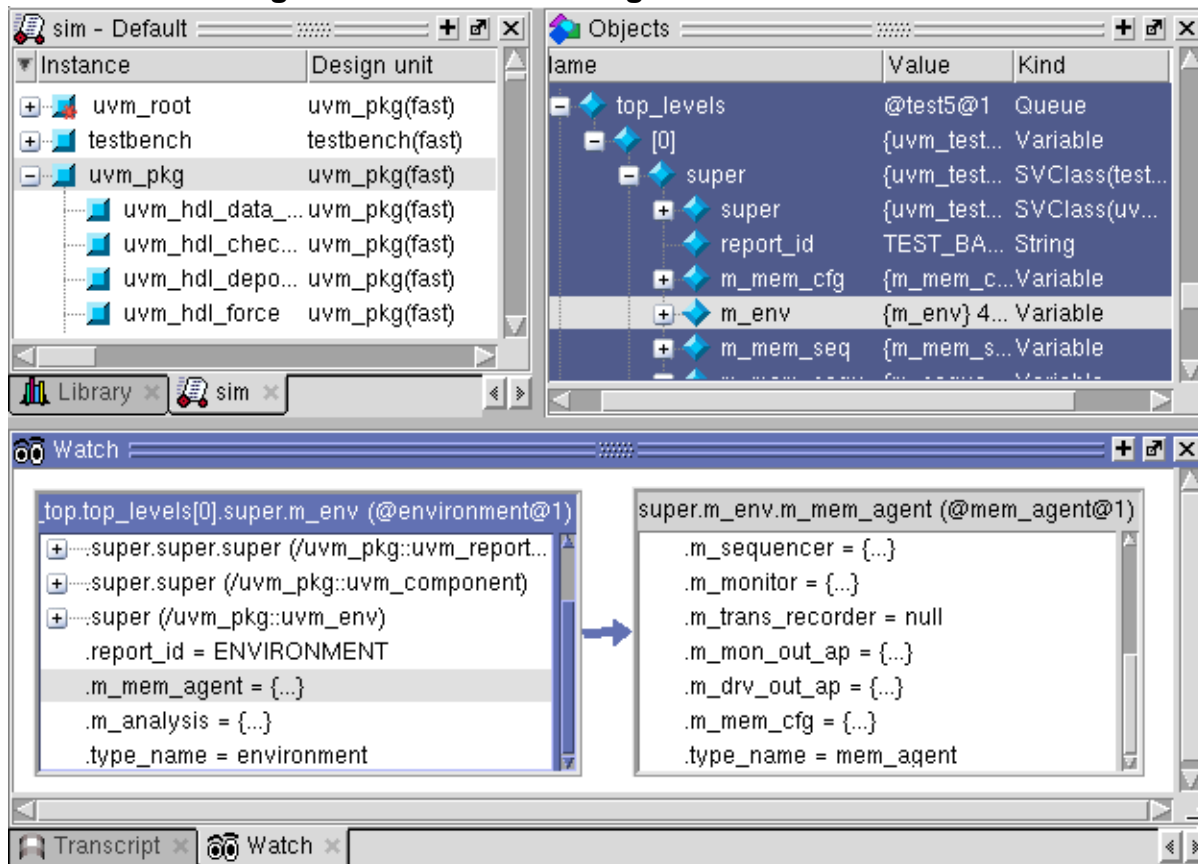 sim - Default
Instance Design unit
uvm_root uvm_pkg(fast)
testbench testbench(fast)
uvm_pkg uvm_pkg(fast)
uvm_hdl_data_... uvm_pkg(fast)
uvm_hdl_chec... uvm_pkg(fast)
uvm_hdl_depo... uvm_pkg(fast)
uvm_hdl_force uvm_pkg(fast)
Library sim
Objects
lame Value Kind
top_levels @test5@1 Queue
[0] {uvm_test... Variable
super {uvm_test... SVClass(test...
super {uvm_test... SVClass(uv...
report_id TEST_BA... String
m_mem_cfg {m_mem_c... Variable
m_env {m_env} 4... Variable
m_mem_seq {m_mem_s... Variable
Watch
_top.top_levels[0].super.m_env (@environment@1)
.super.super.super (/uvm_pkg::uvm_report...
.super.super (/uvm_pkg::uvm_component)
.super (/uvm_pkg::uvm_env)
.report_id = ENVIRONMENT
.m_mem_agent = {...}
.m_analysis = {...}
.type_name = environment
super.m_env.m_mem_agent (@mem_agent@1)
.m_sequencer = {...}
.m_monitor = {...}
.m_trans_recorder = null
.m_mon_out_ap = {...}
.m_drv_out_ap = {...}
.m_mem_cfg = {...}
.type_name = mem_agent
Transcript Watch